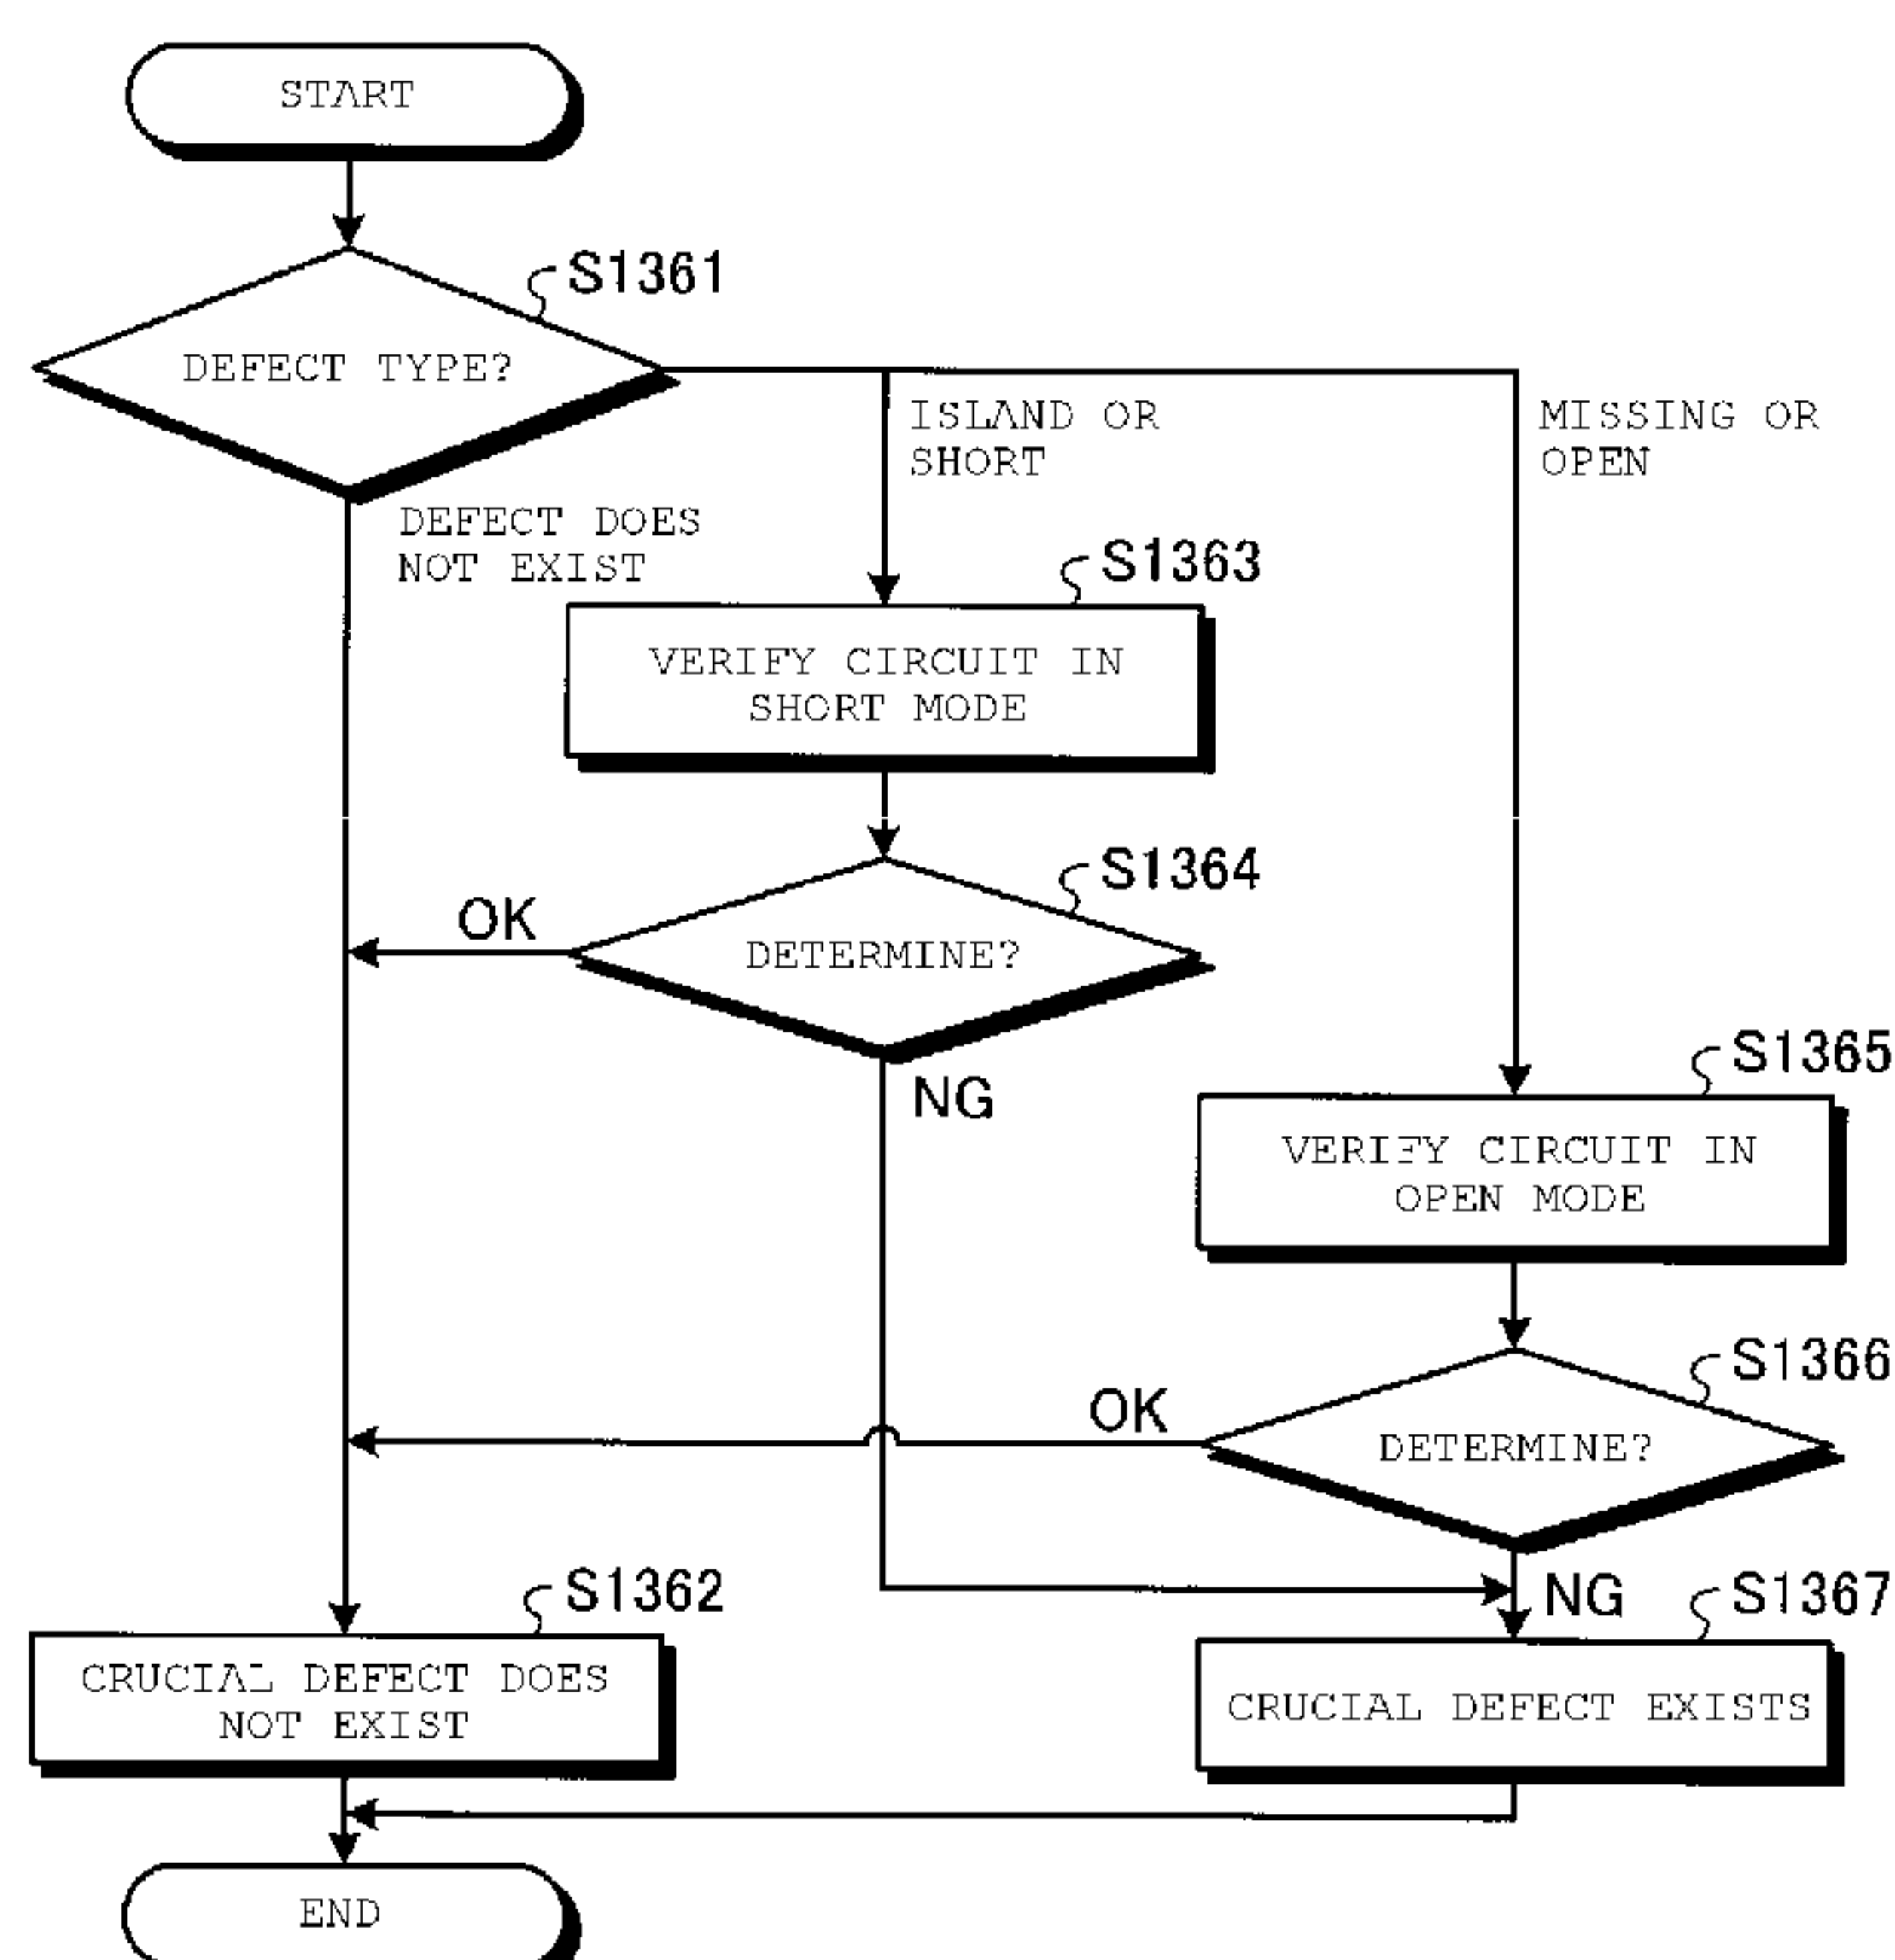 START
S1361
DEFECT TYPE?
ISLAND OR
SHORT
MISSING OR
OPEN
DEFECT DOES
NOT EXIST
S1363
VERIFY CIRCUIT IN
SHORT MODE
S1364
OK
DETERMINE?
NG
S1365
VERIFY CIRCUIT IN
OPEN MODE
S1366
OK
DETERMINE?
NG
S1362
S1367
CRUCIAL DEFECT DOES
NOT EXIST
CRUCIAL DEFECT EXISTS
END